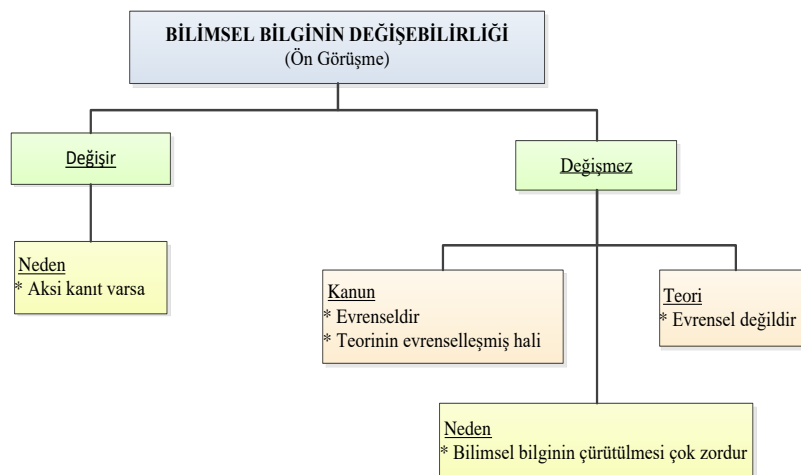 BİLİMSEL BİLGİNİN DEĞİŞEBİLİRLİĞİ
(Ön Görüşme)
Değişir
Değişmez
Neden
* Aksi kanıt varsa
Kanun
* Evrenseldir
* Teorinin evrenselleşmiş hali
Teori
* Evrensel değildir
Neden
* Bilimsel bilginin çürütülmesi çok zordur